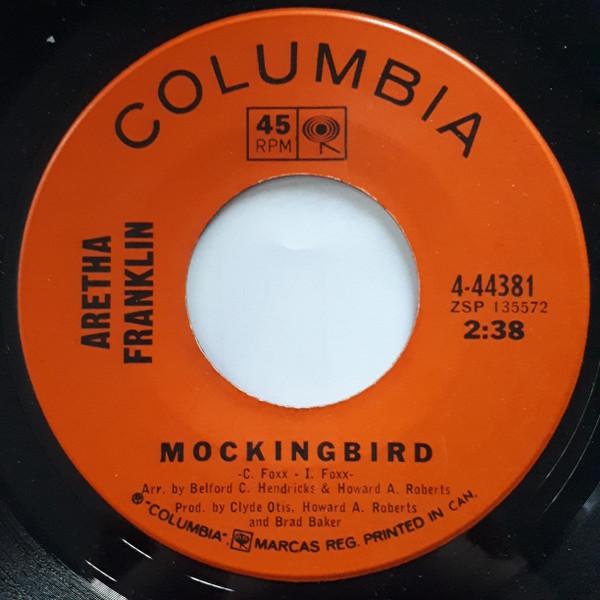 COLUMBIA
45
RPM
ARETHA
FRANKLIN
4-44381
ZSP 135572
2:38
MOCKINGBIRD
-C. Foxx - I. Foxx-
Arr. by Belford C. Hendricks & Howard A. Roberts
Prod. by Clyde Otis, Howard A. Roberts
and Brad Baker
® "COLUMBIA", MARCAS REG. PRINTED IN CAN.